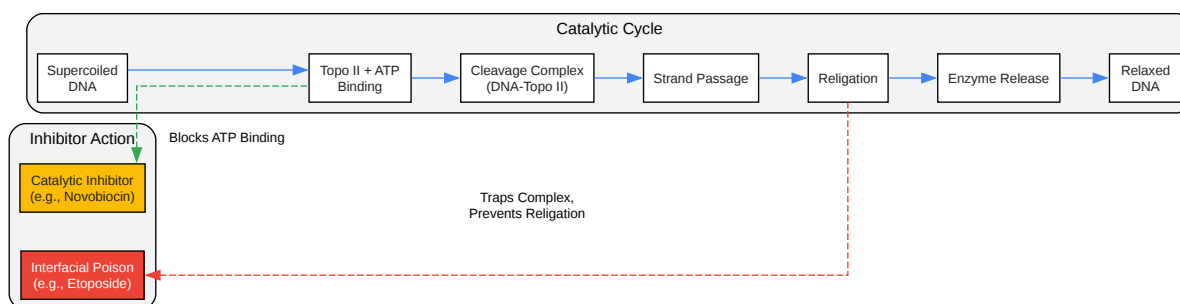 Catalytic Cycle
Supercoiled
DNA
Topo II + ATP
Binding
Cleavage Complex
(DNA-Topo II)
Strand Passage
Religation
Enzyme Release
Relaxed
DNA
Inhibitor Action
Blocks ATP Binding
Catalytic Inhibitor
(e.g., Novobiocin)
Traps Complex,
Prevents Religation
Interfacial Poison
(e.g., Etoposide)